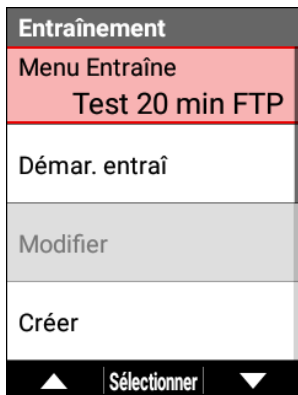 Entraînement
Menu Entraîne
Test 20 min FTP
Démar. entraî
Modifier
Créer
Sélectionner